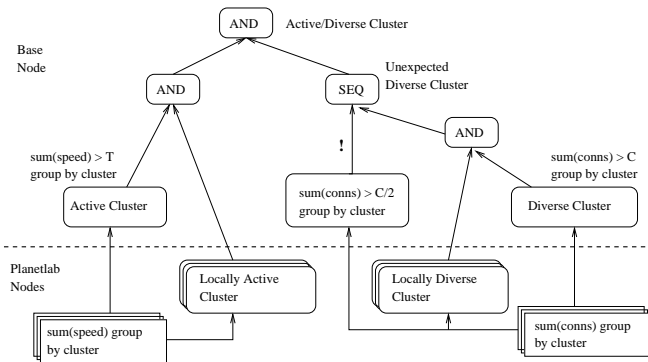 AND
Active/Diverse Cluster
Base
Node
Unexpected
Diverse Cluster
AND
SEQ
AND
!
sum(speed) > T
group by cluster
sum(conns) > C
group by cluster
Active Cluster
sum(conns) > C/2
group by cluster
Diverse Cluster
Planetlab
Nodes
Locally Active
Cluster
Locally Diverse
Cluster
sum(speed) group
by cluster
sum(conns) group
by cluster